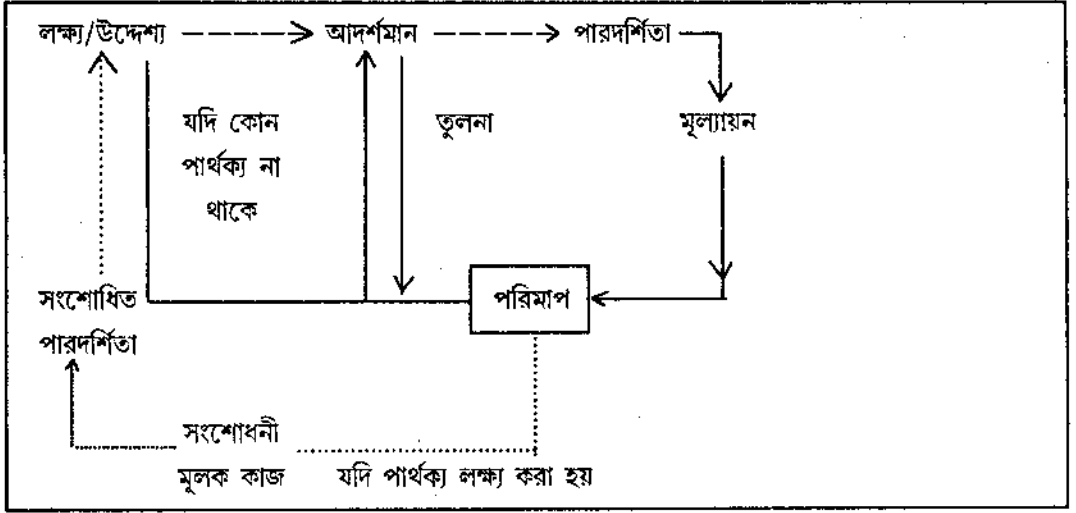 লক্ষ্য/উদ্দেশ্য আদর্শমান পারদর্শিতা
যদি কোন
পার্থক্য না
থাকে
তুলনা
মূল্যায়ন
সংশোধিত
পারদর্শিতা
পরিমাপ
সংশোধনী
মূলক কাজ
যদি পার্থক্য লক্ষ্য করা হয়